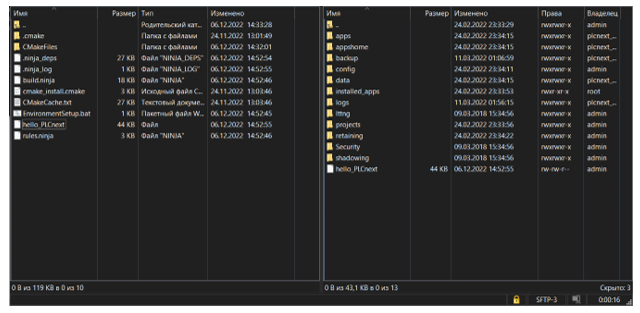 Имя Размер Тип Изменено
.. Родительский кат... 06.12.2022 14:33:28
.cmake Папка с файлами 24.11.2022 13:01:49
CMakeFiles Папка с файлами 06.12.2022 14:32:01
.ninja_deps 27 KB Файл "NINJA_DEPS" 06.12.2022 14:52:54
.ninja_log 1 KB Файл "NINJA_LOG" 06.12.2022 14:52:55
build.ninja 18 KB Файл "NINJA" 06.12.2022 14:52:46
cmake_install.cmake 3 KB Исходный файл C... 24.11.2022 13:03:46
CMakeCache.txt 27 KB Текстовый докуме... 24.11.2022 13:03:46
EnvironmentSetup.bat 1 KB Пакетный файл W... 06.12.2022 14:52:45
hello_PLCnext 44 KB Файл 06.12.2022 14:52:55
rules.ninja 3 KB Файл "NINJA" 06.12.2022 14:52:46
0 B из 119 KB в 0 из 10
Имя Размер Изменено Права Владелец
.. 24.02.2022 23:33:29 rwxrwxr-x admin
apps 24.02.2022 23:34:15 rwxrwxr-x plcnext_...
appshome 24.02.2022 23:34:15 rwxrwxr-x plcnext_...
backup 11.03.2022 01:06:59 rwxrwxr-x plcnext_...
config 24.02.2022 23:34:11 rwxrwxr-x admin
data 24.02.2022 23:34:15 rwxrwxr-x plcnext_...
installed_apps 24.02.2022 23:33:53 rwxr-xr-x root
logs 11.03.2022 01:56:15 rwxrwxr-x plcnext_...
lttng 09.03.2018 15:34:56 rwxrwxr-x admin
projects 24.02.2022 23:33:56 rwxrwxr-x admin
retaining 24.02.2022 23:34:22 rwxrwxr-x admin
Security 09.03.2018 15:34:56 rwxrwxr-x admin
shadowing 09.03.2018 15:34:56 rwxrwxr-x admin
hello_PLCnext 44 KB 06.12.2022 14:52:55 rw-rw-r-- admin
0 B из 43,1 KB в 0 из 13 Скрыто: 3
SFTP-3 0:00:16